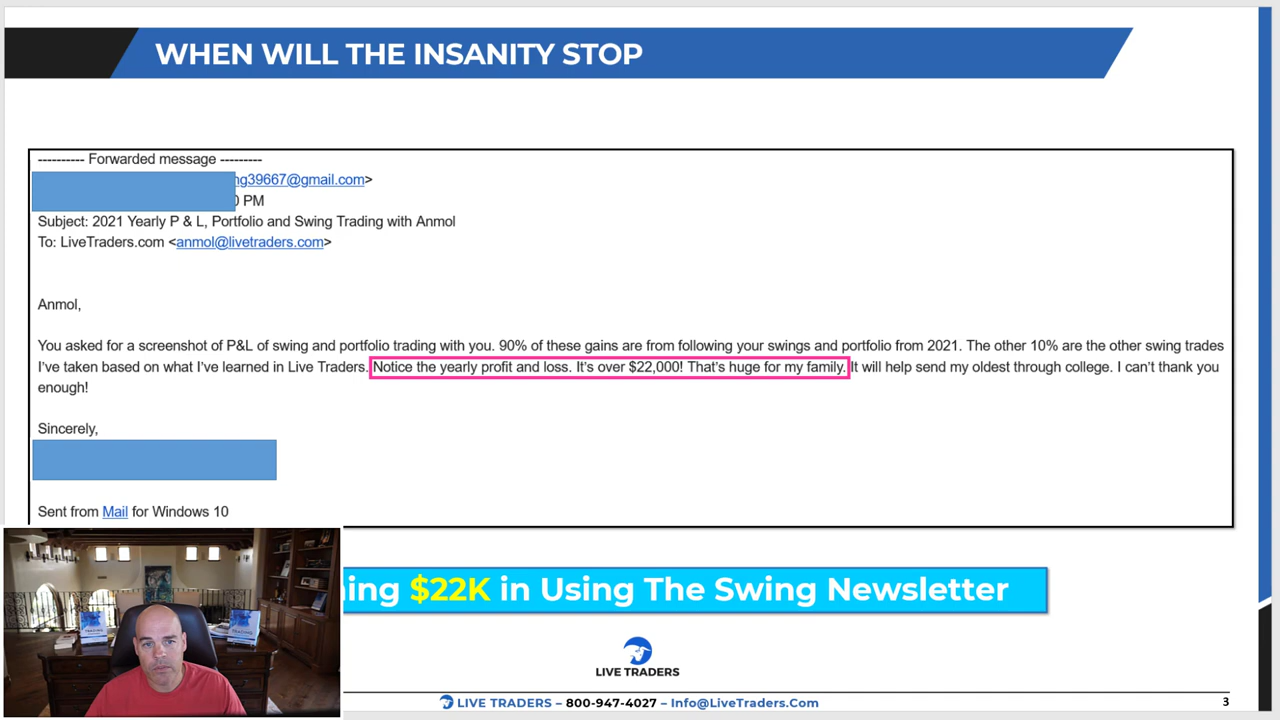 WHEN WILL THE INSANITY STOP
---------- Forwarded message ---------
ng39667@gmail.com>
0 PM
Subject: 2021 Yearly P & L, Portfolio and Swing Trading with Anmol
To: LiveTraders.com <anmol@livetraders.com>
Anmol,
You asked for a screenshot of P&L of swing and portfolio trading with you. 90% of these gains are from following your swings and portfolio from 2021. The other 10% are the other swing trades
I've taken based on what I've learned in Live Traders. Notice the yearly profit and loss. It's over $22,000! That's huge for my family. It will help send my oldest through college. I can't thank you
enough!
Sincerely,
Sent from Mail for Windows 10
ing $22K in Using The Swing Newsletter
LIVE TRADERS
LIVE TRADERS – 800-947-4027 – Info@LiveTraders.Com
3